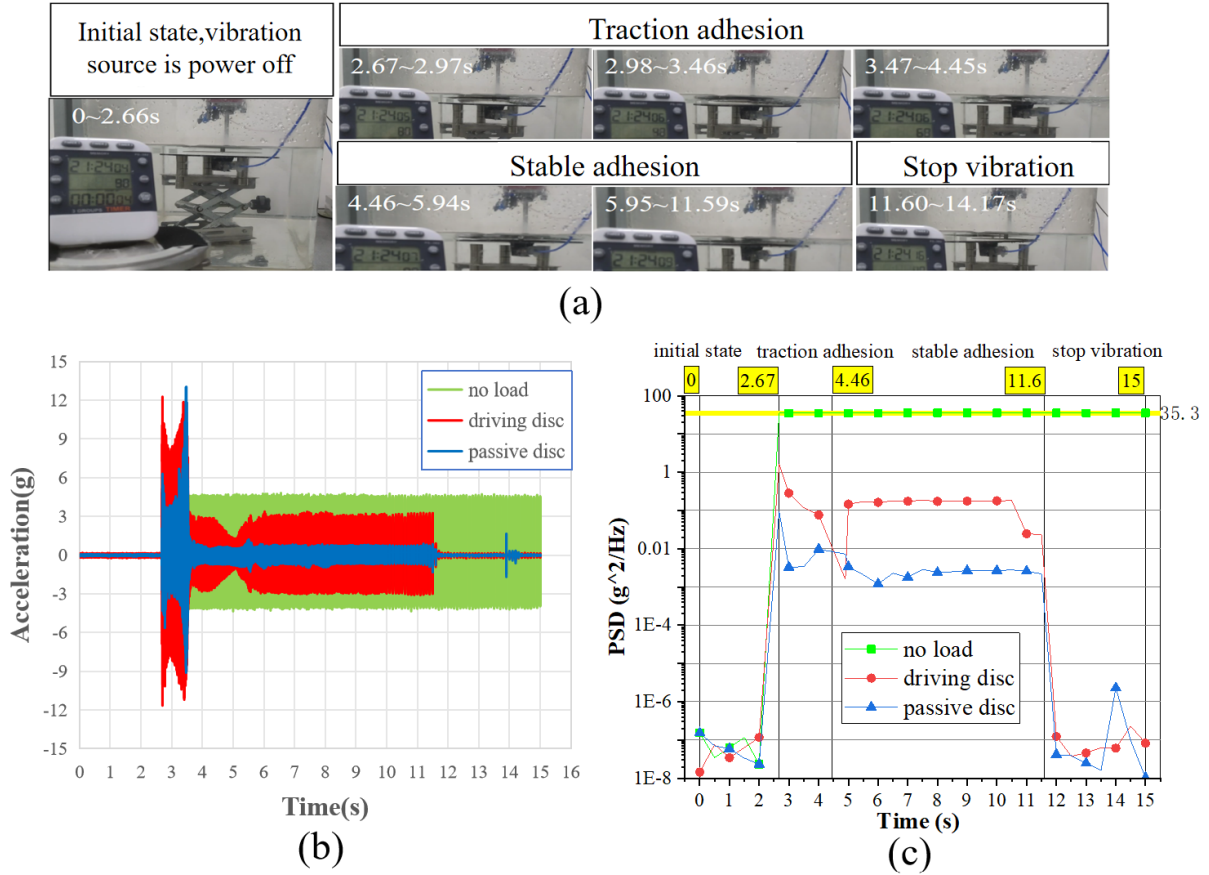 Initial state,vibration
source is power off
Traction adhesion
0~2.66s
2.67~2.97s
2.98~3.46s
3.47~4.45s
Stable adhesion
Stop vibration
4.46~5.94s
5.95~11.59s
11.60~14.17s
(a)
15
12
9
6
3
0
-3
-6
-9
-12
-15
Acceleration(g)
no load
driving disc
passive disc
0 1 2 3 4 5 6 7 8 9 10 11 12 13 14 15 16
Time(s)
(b)
initial state traction adhesion stable adhesion stop vibration
0 2.67 4.46 11.6 15
100
1
0.01
1E-4
1E-6
1E-8
35.3
PSD (g^2/Hz)
no load
driving disc
passive disc
0 1 2 3 4 5 6 7 8 9 10 11 12 13 14 15
Time (s)
(c)